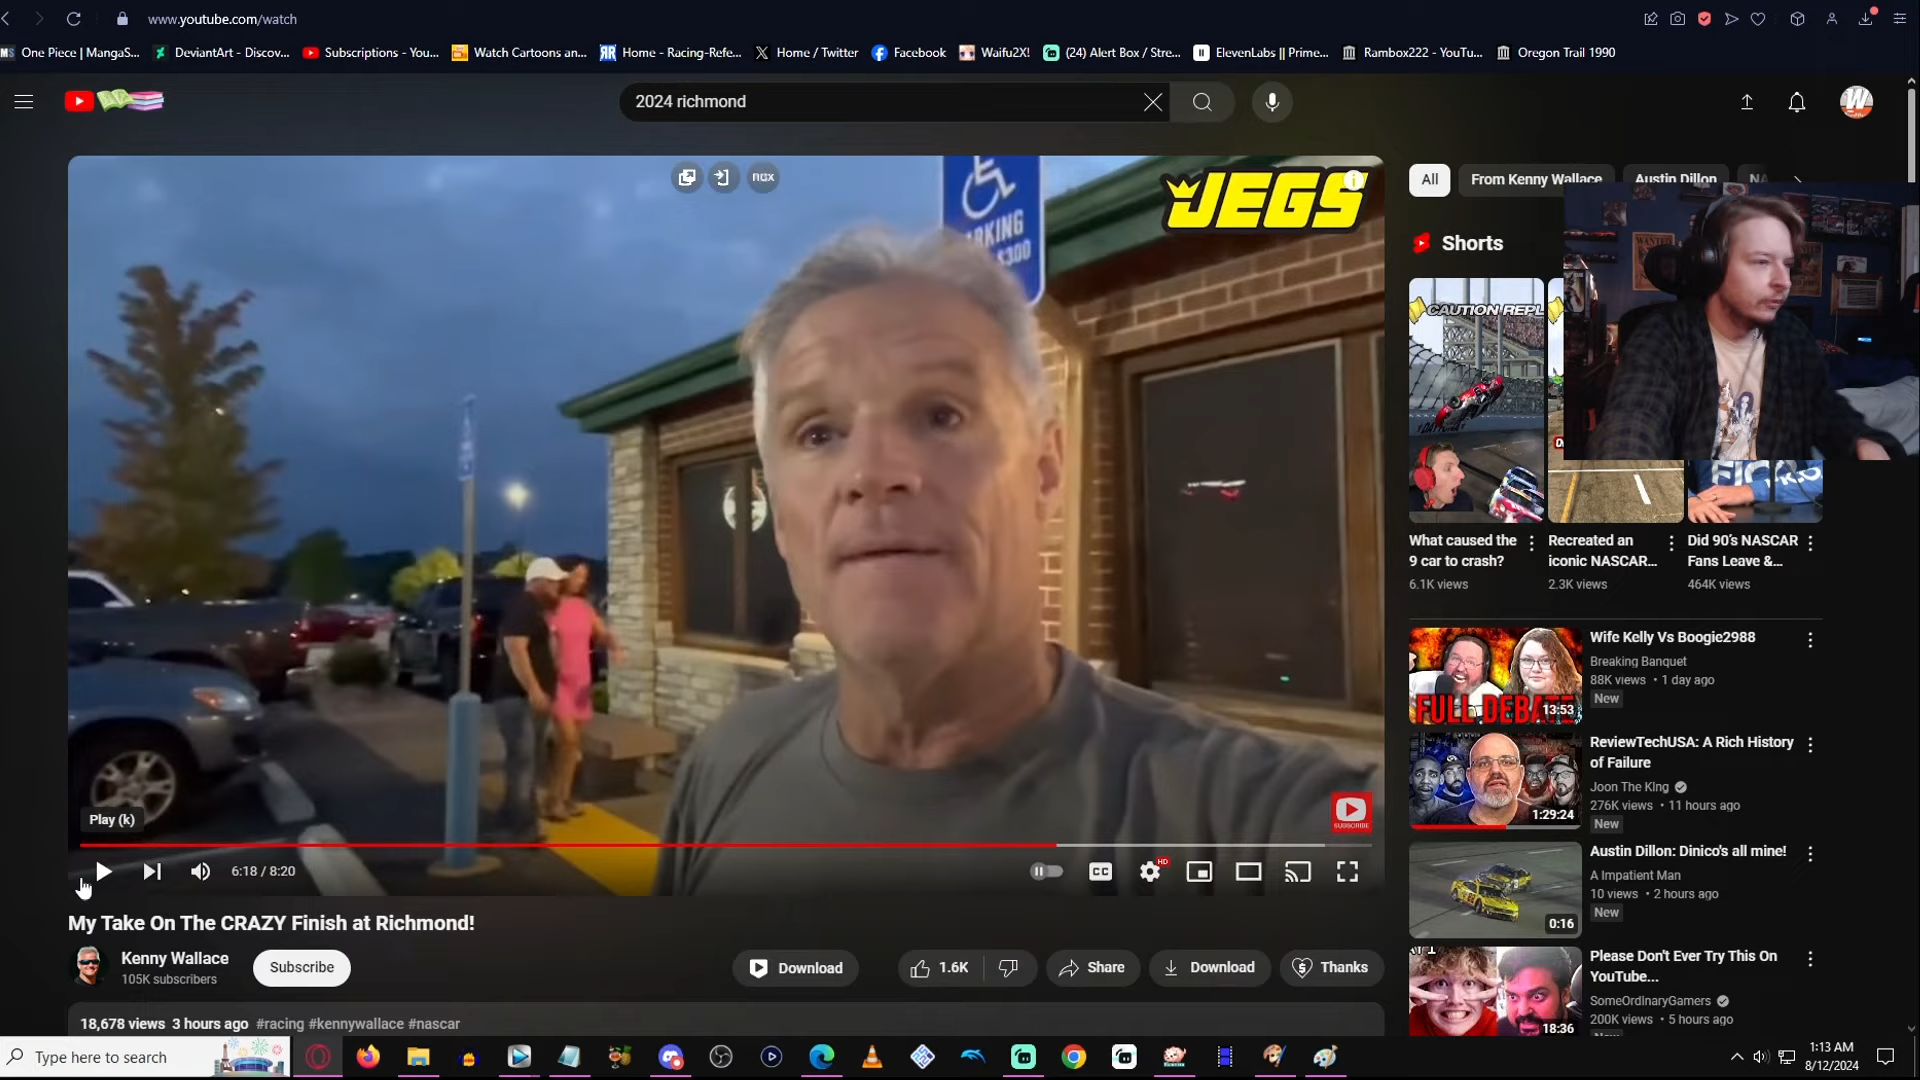 www.youtube.com/watch
One Piece | MangaS...
DeviantArt - Discov...
Subscriptions - You...
Watch Cartoons an...
Home - Racing-Refe...
Home / Twitter
Facebook
Waifu2X!
(24) Alert Box / Stre...
ElevenLabs || Prime...
Rambox222 - YouTu...
Oregon Trail 1990
2024 richmond
JEGS
PARKING
$300
All
From Kenny Wallace
Austin Dillon
Shorts
CAUTION REPL
What caused the
9 car to crash?
6.1K views
Recreated an
iconic NASCAR...
2.3K views
Did 90's NASCAR
Fans Leave &...
464K views
FULL DEBATE
13:53
Wife Kelly Vs Boogie2988
Breaking Banquet
88K views • 1 day ago
New
1:29:24
ReviewTechUSA: A Rich History
of Failure
Joon The King
276K views • 11 hours ago
New
0:16
Austin Dillon: Dinico's all mine!
A Impatient Man
10 views • 2 hours ago
New
18:36
Please Don't Ever Try This On
YouTube...
SomeOrdinaryGamers
200K views • 5 hours ago
Play (k)
SUBSCRIBE
6:18 / 8:20
CC
HD
My Take On The CRAZY Finish at Richmond!
Kenny Wallace
105K subscribers
Subscribe
Download
1.6K
Share
Download
Thanks
18,678 views 3 hours ago #racing #kennywallace #nascar
Type here to search
1:13 AM
8/12/2024